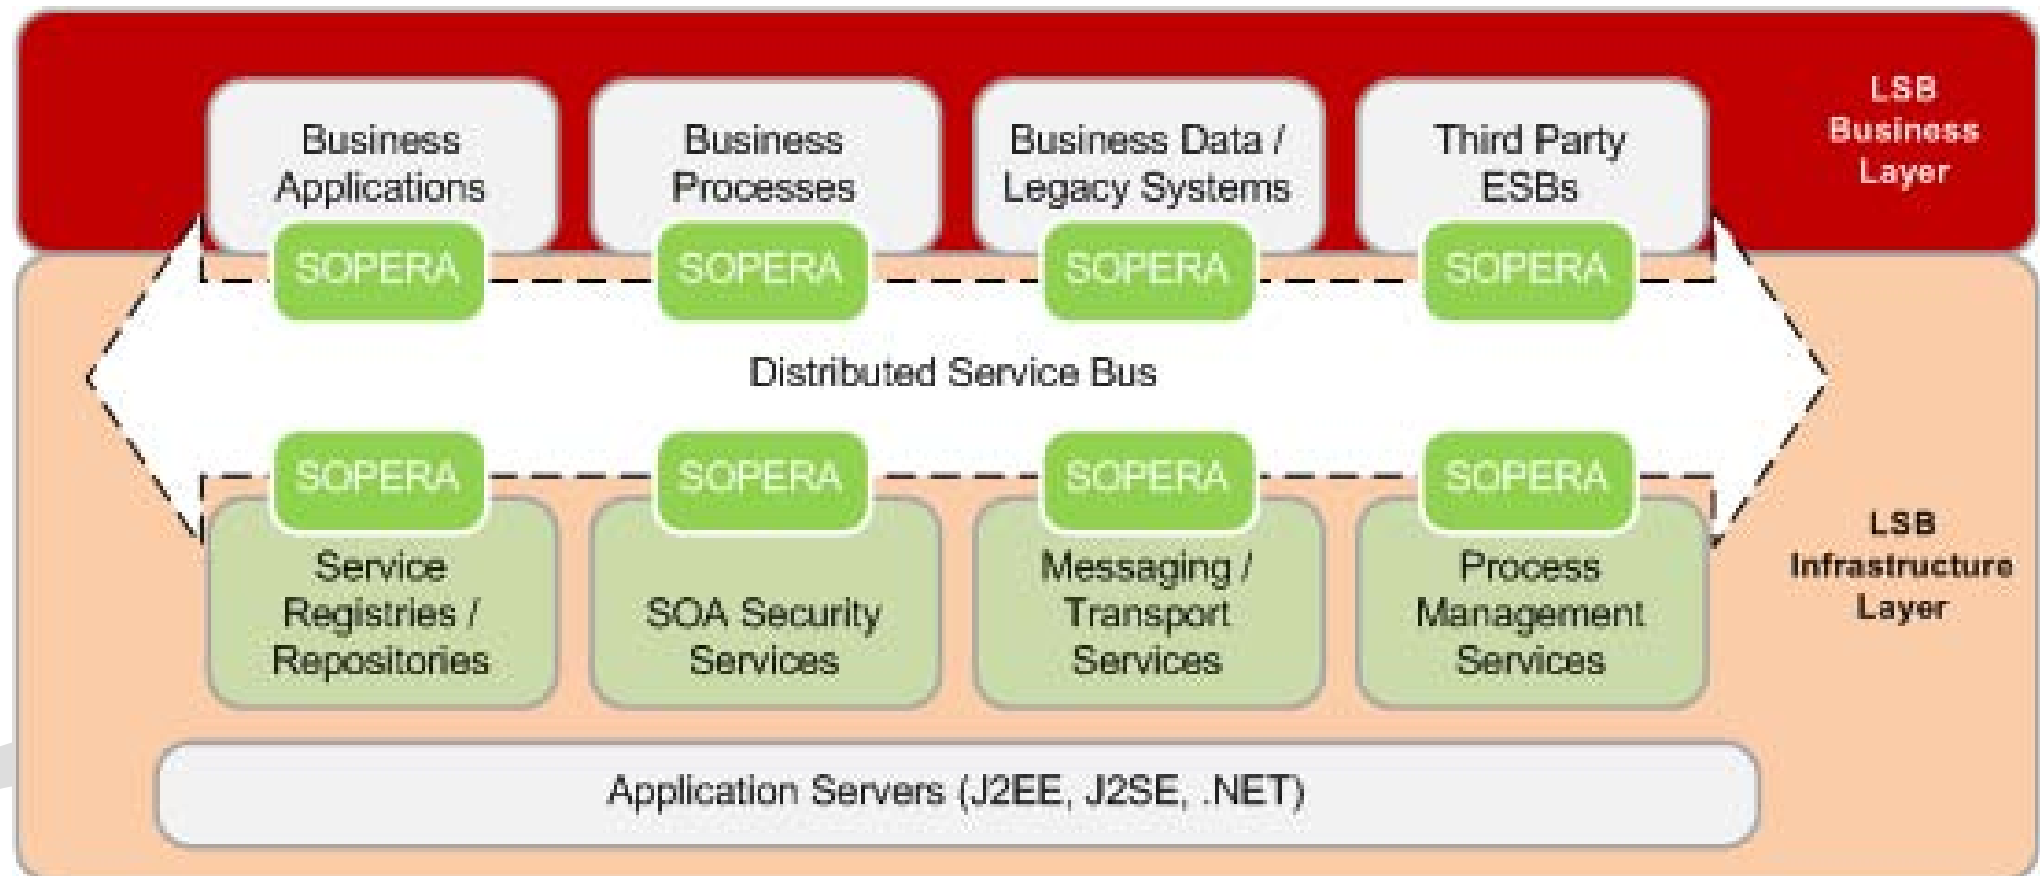 Business
Applications
Business
Processes
Business Data /
Legacy Systems
Third Party
ESBs
LSB
Business
Layer
SOPERA
SOPERA
SOPERA
SOPERA
Distributed Service Bus
SOPERA
SOPERA
SOPERA
SOPERA
Service
Registries /
Repositories
SOA Security
Services
Messaging /
Transport
Services
Process
Management
Services
LSB
Infrastructure
Layer
Application Servers (J2EE, J2SE, .NET)